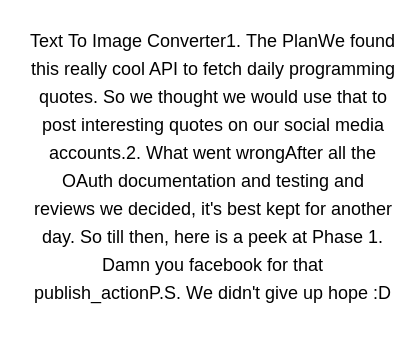 Text To Image Converter1. The PlanWe found
this really cool API to fetch daily programming
quotes. So we thought we would use that to
post interesting quotes on our social media
accounts.2. What went wrongAfter all the
OAuth documentation and testing and
reviews we decided, it's best kept for another
day. So till then, here is a peek at Phase 1.
Damn you facebook for that
publish_actionP.S. We didn't give up hope :D